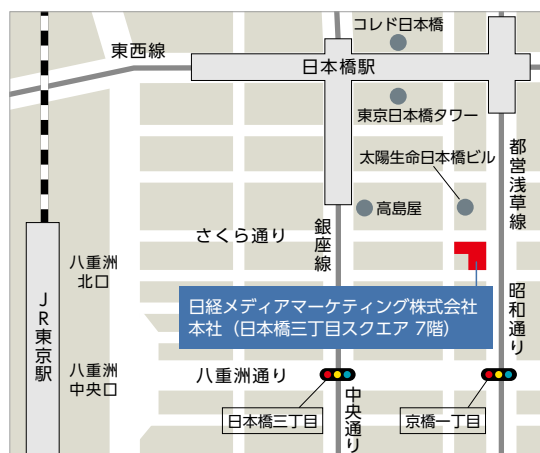 コレド日本橋
東西線
日本橋駅
東京日本橋タワー
太陽生命日本橋ビル
都営浅草線
高島屋
銀座線
さくら通り
八重洲
北口
JR東京駅
日経メディアマーケティング株式会社
本社（日本橋三丁目スクエア 7階）
昭和通り
八重洲通り
八重洲
中央口
日本橋三丁目
中央通り
京橋一丁目